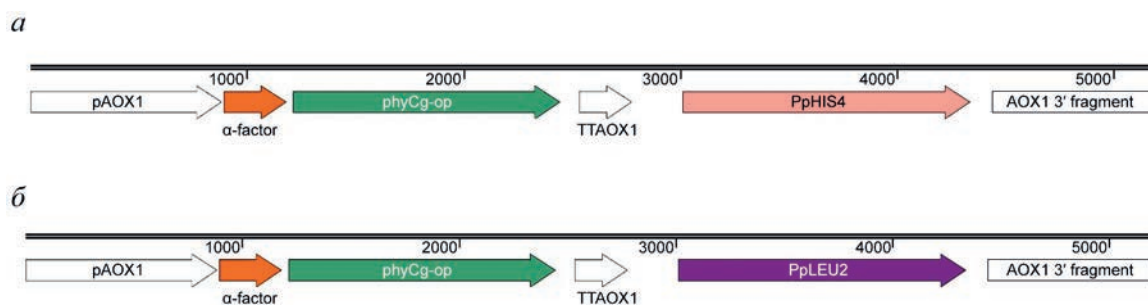 а
1000 2000 3000 4000 5000
pAOX1 phyCg-op PpHIS4 AOX1 3' fragment
α-factor TTAOX1
б
1000 2000 3000 4000 5000
pAOX1 phyCg-op PpLEU2 AOX1 3' fragment
α-factor TTAOX1